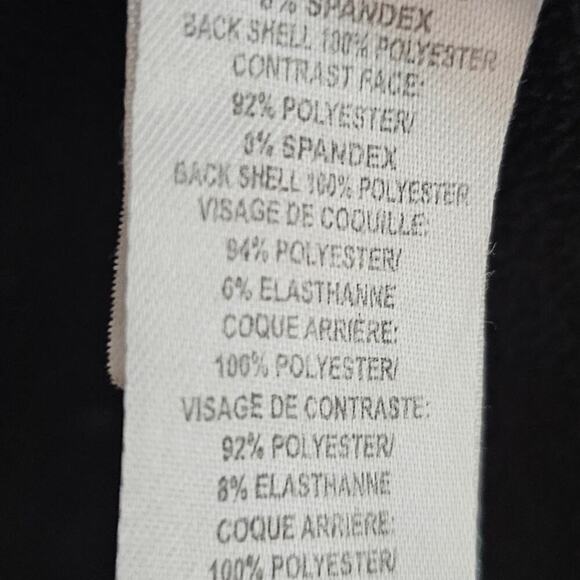 % SPANDEX
BACK SHELL 100% POLYESTER
CONTRAST FACE:
92% POLYESTER/
8% SPANDEX
BACK SHELL 100% POLYESTER
VISAGE DE COQUILLE:
94% POLYESTER/
6% ELASTHANNE
COQUE ARRIÈRE:
100% POLYESTER/
VISAGE DE CONTRASTE:
92% POLYESTER/
8% ELASTHANNE
COQUE ARRIÈRE:
100% POLYESTER/